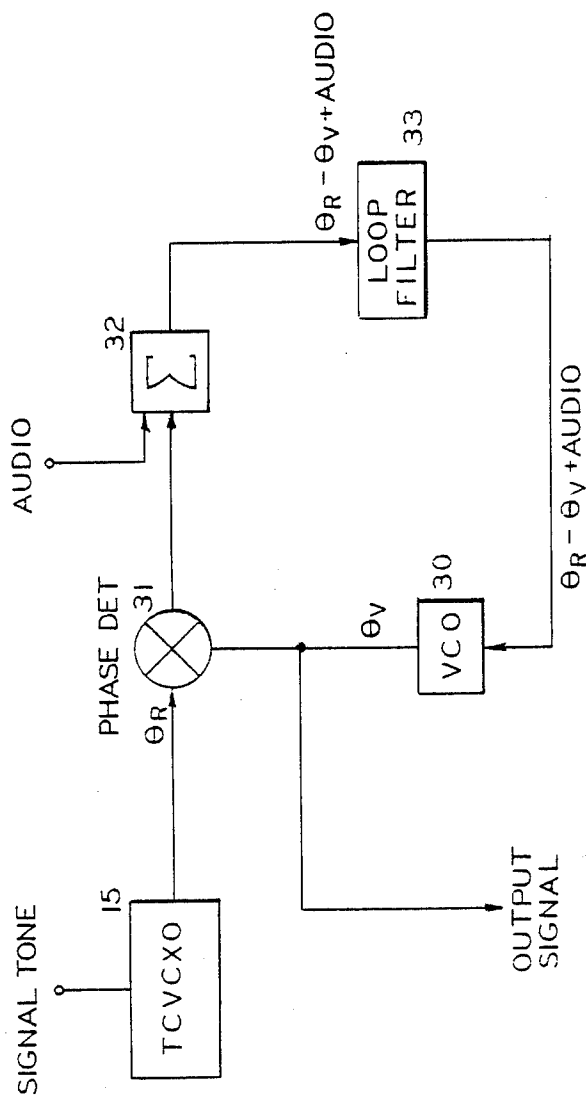 SIGNAL TONE
15
TCVCXO
θR
PHASE DET
31
AUDIO
32
Σ
θR − θV + AUDIO
LOOP
FILTER
33
θR − θV + AUDIO
VCO
30
θV
OUTPUT
SIGNAL